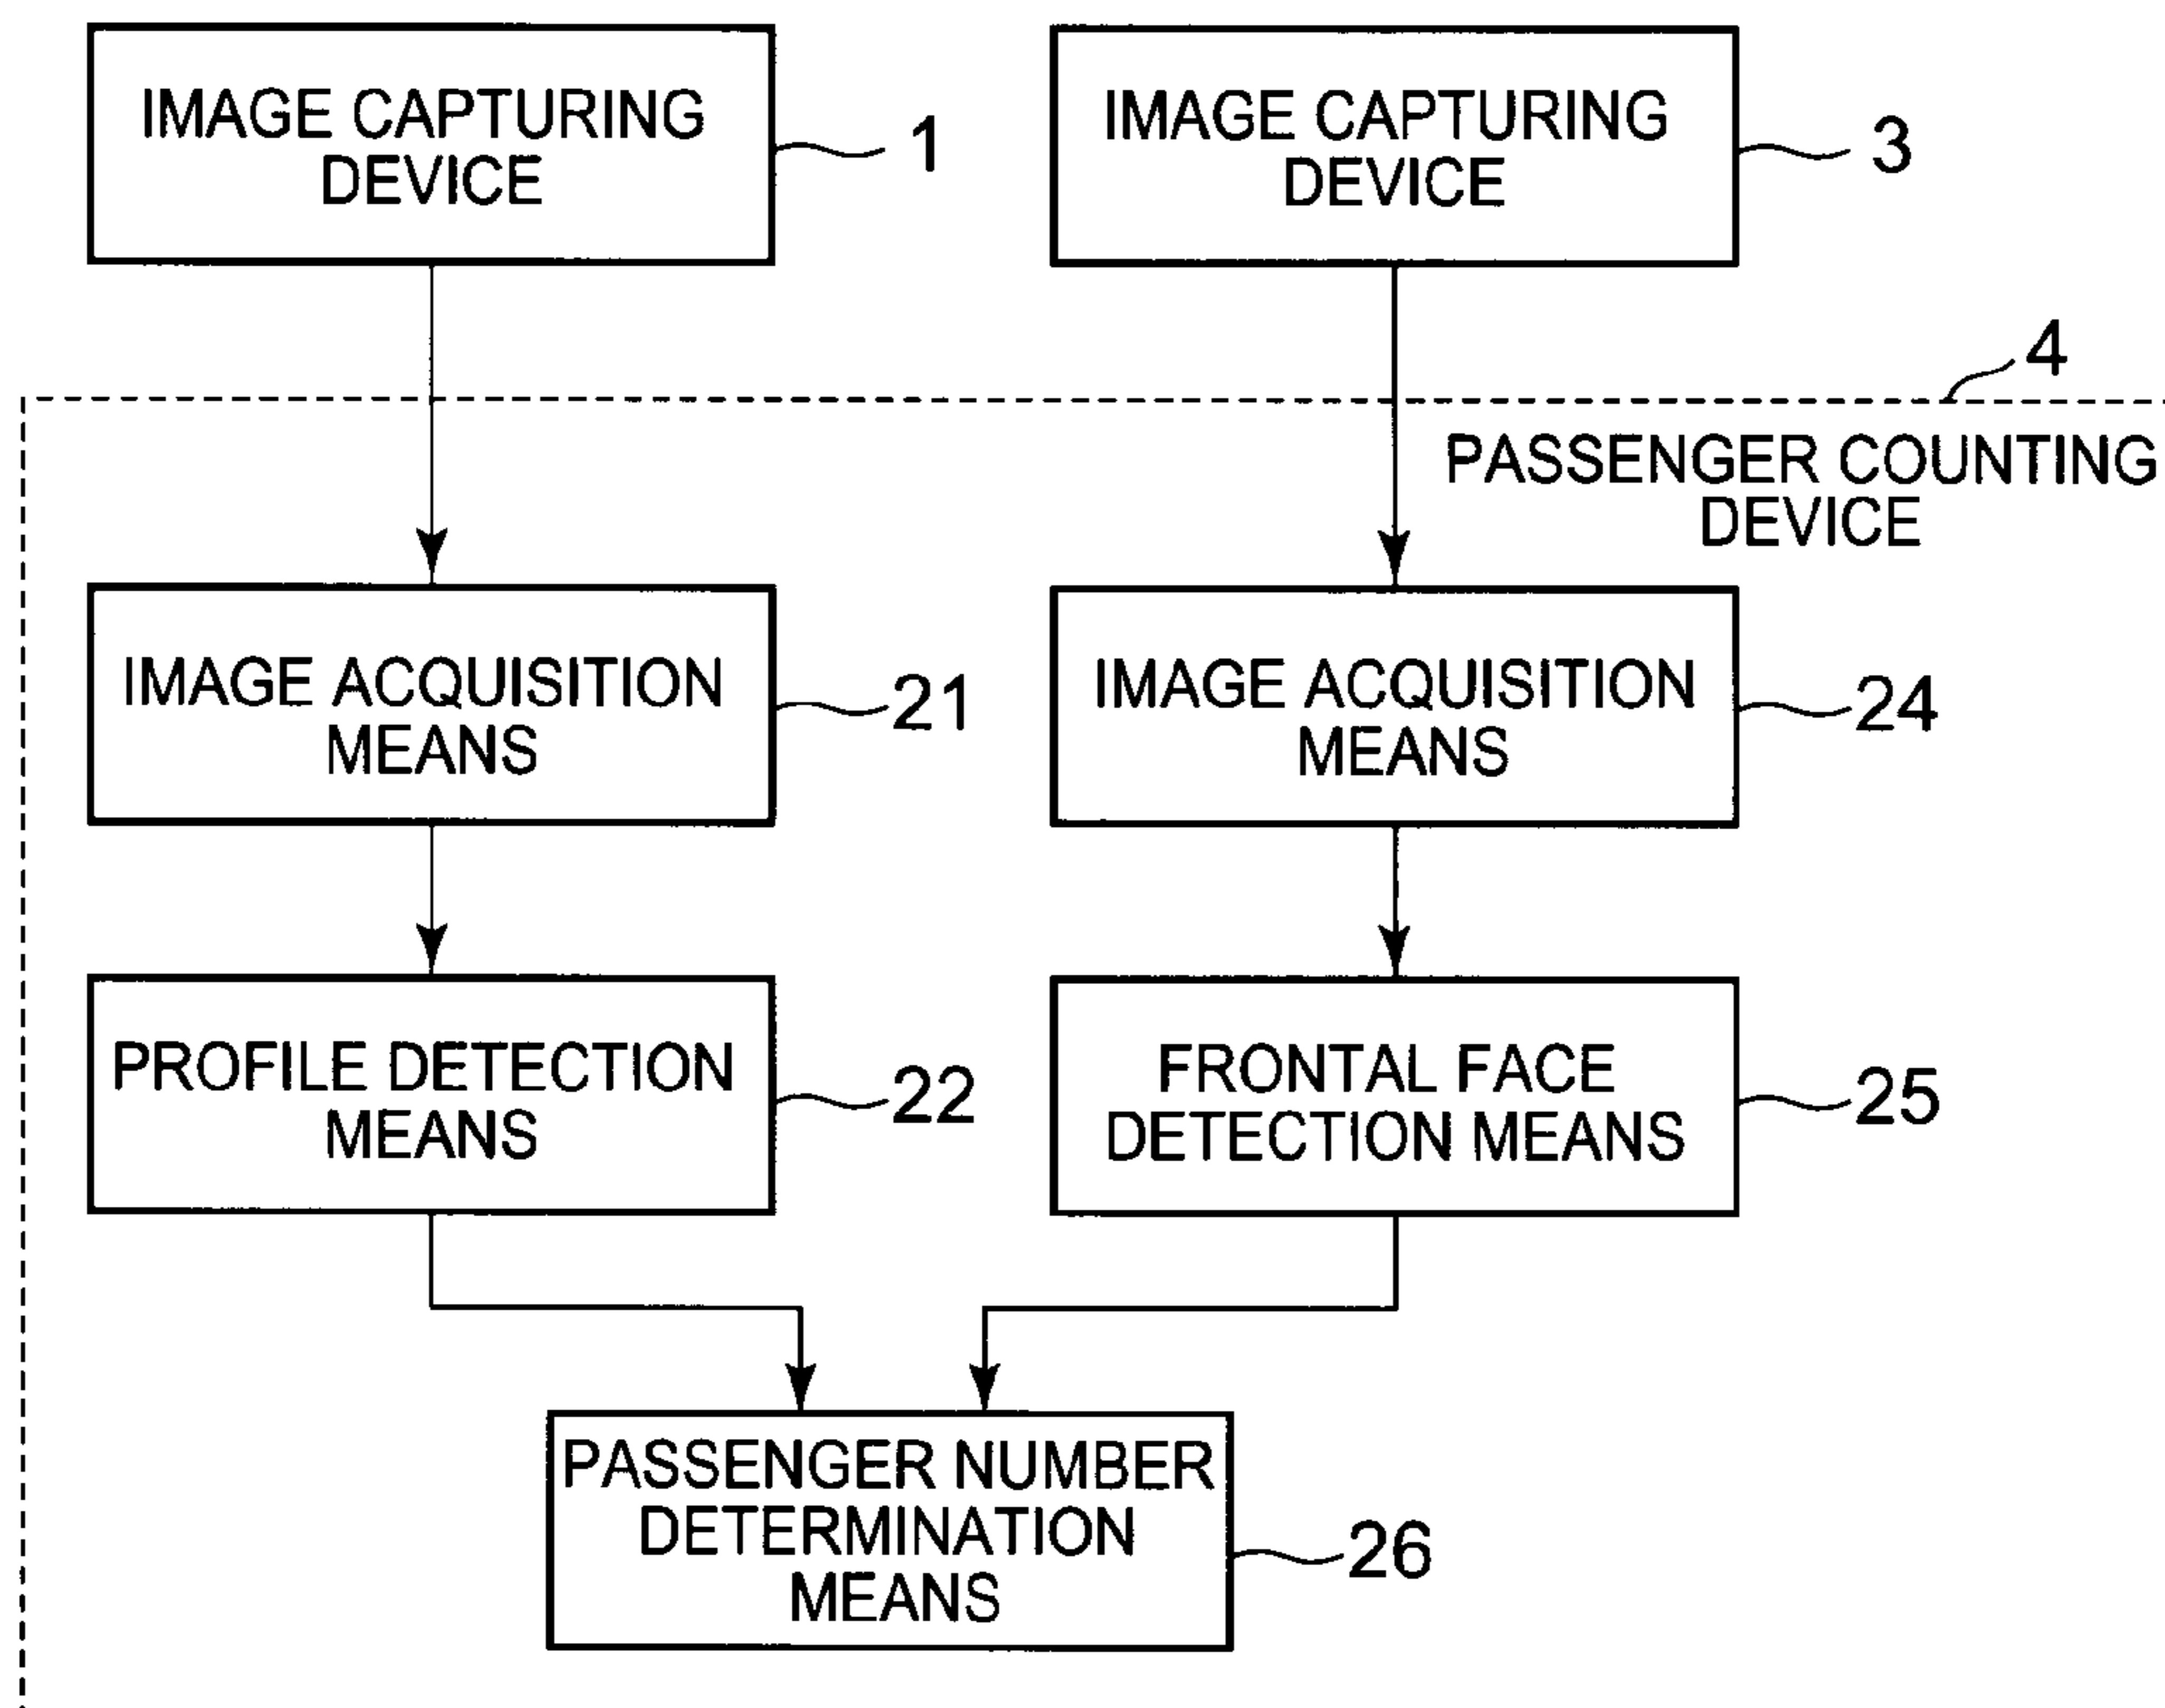 IMAGE CAPTURING
DEVICE
1
IMAGE CAPTURING
DEVICE
3
4
PASSENGER COUNTING
DEVICE
IMAGE ACQUISITION
MEANS
21
IMAGE ACQUISITION
MEANS
24
PROFILE DETECTION
MEANS
22
FRONTAL FACE
DETECTION MEANS
25
PASSENGER NUMBER
DETERMINATION
MEANS
26